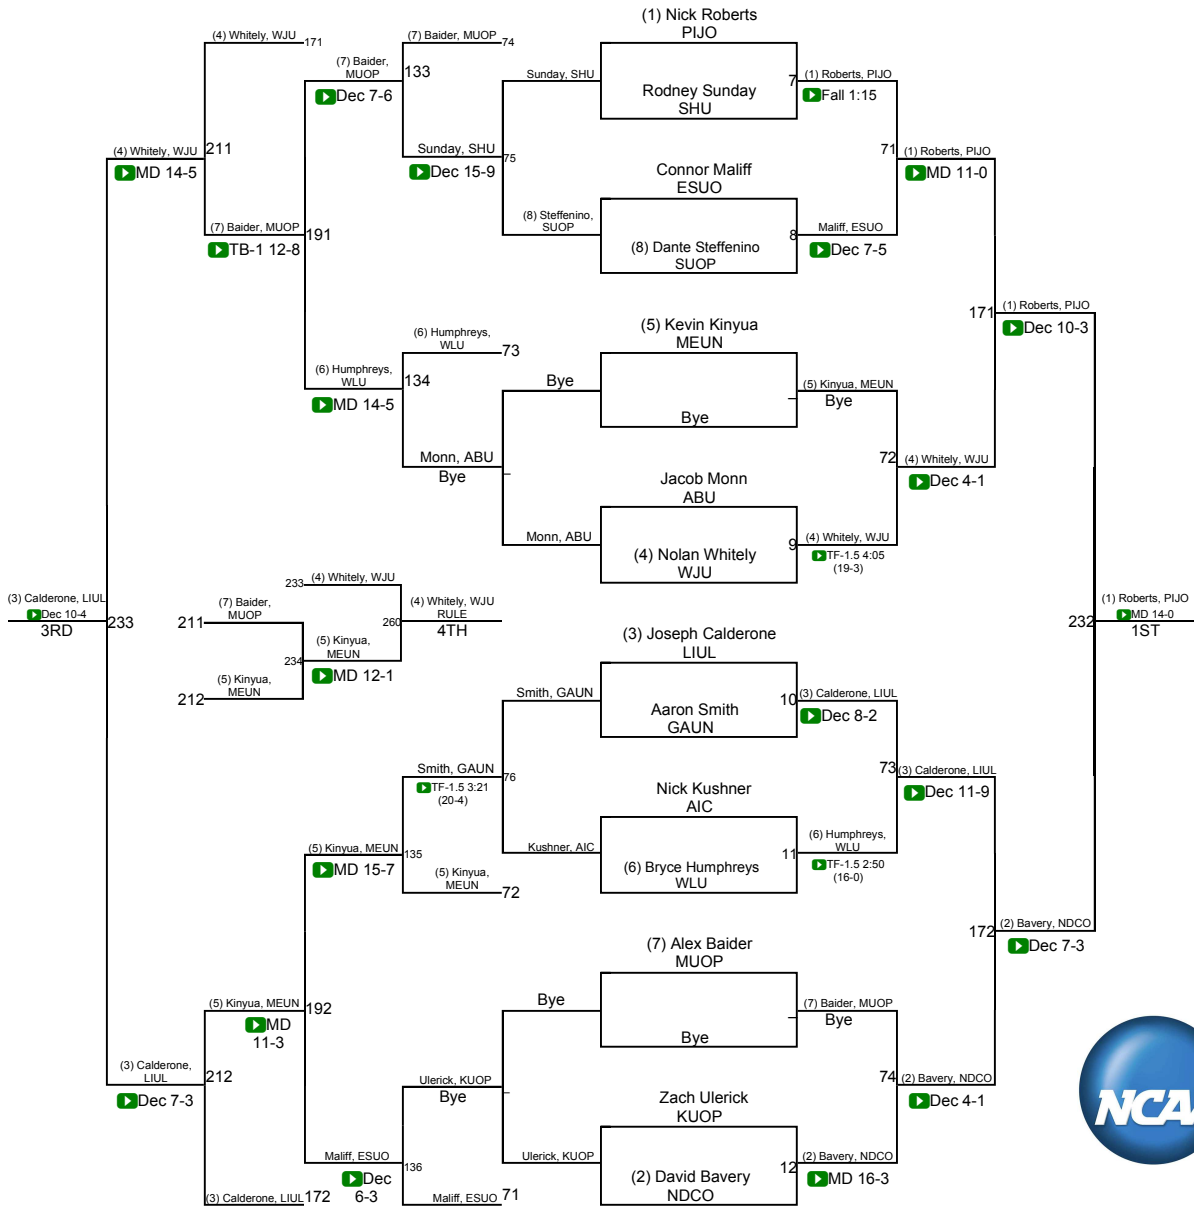 (1) Nick Roberts
PIJO
(4) Whitely, WJU
171
(7) Baider, MUOP
74
(7) Baider,
MUOP
133
Dec 7-6
Sunday, SHU
Rodney Sunday
SHU
7
(1) Roberts, PIJO
Fall 1:15
(4) Whitely, WJU
211
MD 14-5
Sunday, SHU
75
Dec 15-9
71
(1) Roberts, PIJO
MD 11-0
Connor Maliff
ESUO
(7) Baider, MUOP
191
TB-1 12-8
(8) Steffenino,
SUOP
(8) Dante Steffenino
SUOP
8
Maliff, ESUO
Dec 7-5
171
(1) Roberts, PIJO
Dec 10-3
(5) Kevin Kinyua
MEUN
(6) Humphreys,
WLU
73
(6) Humphreys,
WLU
134
MD 14-5
Bye
Bye
(5) Kinyua, MEUN
Bye
Monn, ABU
Bye
72
(4) Whitely, WJU
Dec 4-1
Jacob Monn
ABU
Monn, ABU
(4) Nolan Whitely
WJU
9
(4) Whitely, WJU
TF-1.5 4:05
(19-3)
(3) Calderone, LIUL
Dec 10-4
3RD
233
233
(4) Whitely, WJU
211
(7) Baider,
MUOP
260
(4) Whitely, WJU
RULE
4TH
234
(5) Kinyua,
MEUN
MD 12-1
212
(5) Kinyua,
MEUN
232
(1) Roberts, PIJO
MD 14-0
1ST
(3) Joseph Calderone
LIUL
Smith, GAUN
Aaron Smith
GAUN
10
(3) Calderone, LIUL
Dec 8-2
Smith, GAUN
76
TF-1.5 3:21
(20-4)
73
(3) Calderone, LIUL
Dec 11-9
Nick Kushner
AIC
(5) Kinyua, MEUN
135
MD 15-7
Kushner, AIC
(6) Bryce Humphreys
WLU
11
(6) Humphreys,
WLU
TF-1.5 2:50
(16-0)
(5) Kinyua,
MEUN
72
172
(2) Bavery, NDCO
Dec 7-3
(7) Alex Baider
MUOP
(5) Kinyua, MEUN
192
MD
11-3
Bye
Bye
(7) Baider, MUOP
Bye
(3) Calderone,
LIUL
212
Dec 7-3
Ulerick, KUOP
Bye
74
(2) Bavery, NDCO
Dec 4-1
Zach Ulerick
KUOP
Maliff, ESUO
136
Dec
6-3
Ulerick, KUOP
(2) David Bavery
NDCO
12
(2) Bavery, NDCO
MD 16-3
(3) Calderone, LIUL
172
Maliff, ESUO
71